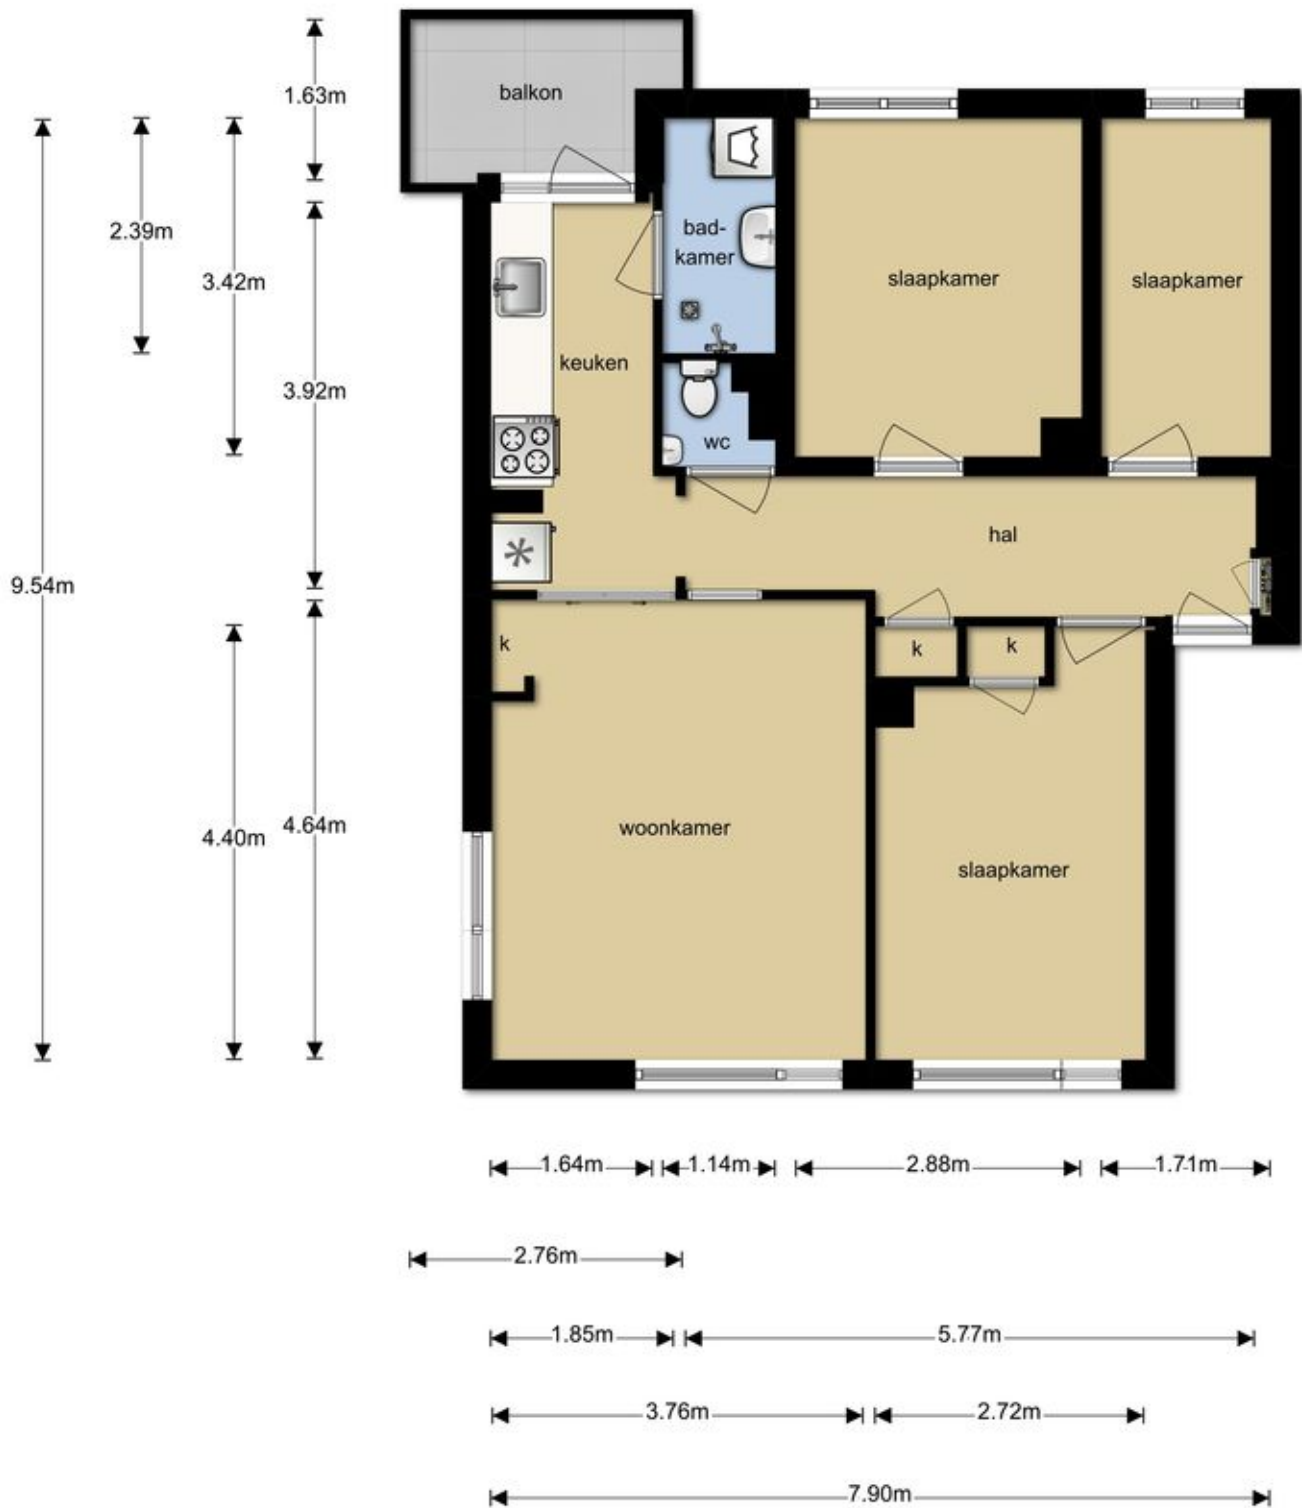 1.63m
balkon
2.39m
3.42m
bad-
kamer
slaapkamer
slaapkamer
keuken
3.92m
wc
hal
9.54m
k
k
k
4.40m
4.64m
woonkamer
slaapkamer
1.64m
1.14m
2.88m
1.71m
2.76m
1.85m
5.77m
3.76m
2.72m
7.90m